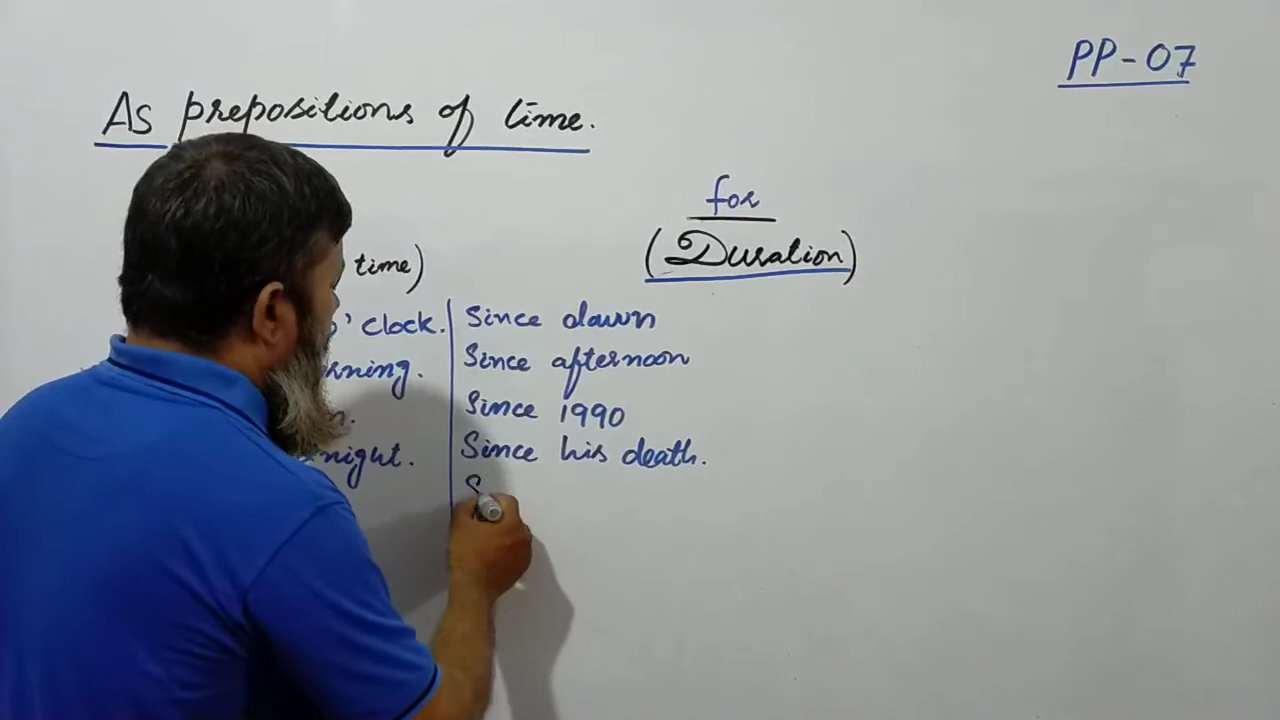 PP-07
As prepositions of time.
for
(Duration)
time)
o'clock.
night.
Since dawn
Since afternoon
Since 1990
Since his death.
S